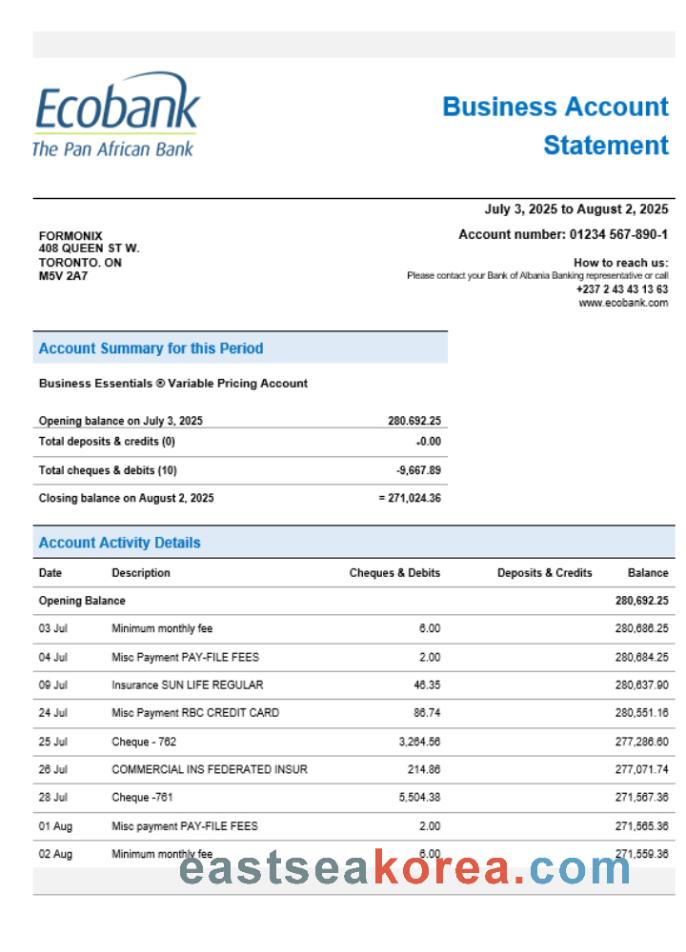 Ecobank
The Pan African Bank
Business Account
Statement
July 3, 2025 to August 2, 2025
Account number: 01234 567-890-1
FORMONIX
408 QUEEN ST W.
TORONTO. ON
M5V 2A7
How to reach us:
Please contact your Bank of Albania Banking representative or call
+237 2 43 43 13 63
www.ecobank.com
Account Summary for this Period
Business Essentials ® Variable Pricing Account
Opening balance on July 3, 2025 280.692.25
Total deposits & credits (0) -0.00
Total cheques & debits (10) -9,667.89
Closing balance on August 2, 2025 = 271,024.36
Account Activity Details
Date Description Cheques & Debits Deposits & Credits Balance
Opening Balance 280,692.25
03 Jul Minimum monthly fee 6.00 280,686.25
04 Jul Misc Payment PAY-FILE FEES 2.00 280,684.25
09 Jul Insurance SUN LIFE REGULAR 46.35 280,637.90
24 Jul Misc Payment RBC CREDIT CARD 86.74 280,551.16
25 Jul Cheque - 762 3,264.56 277,286.60
26 Jul COMMERCIAL INS FEDERATED INSUR 214.86 277,071.74
28 Jul Cheque -761 5,504.38 271,567.36
01 Aug Misc payment PAY-FILE FEES 2.00 271,565.36
02 Aug Minimum monthly fee 6.00 271,559.36
eastseakorea.com